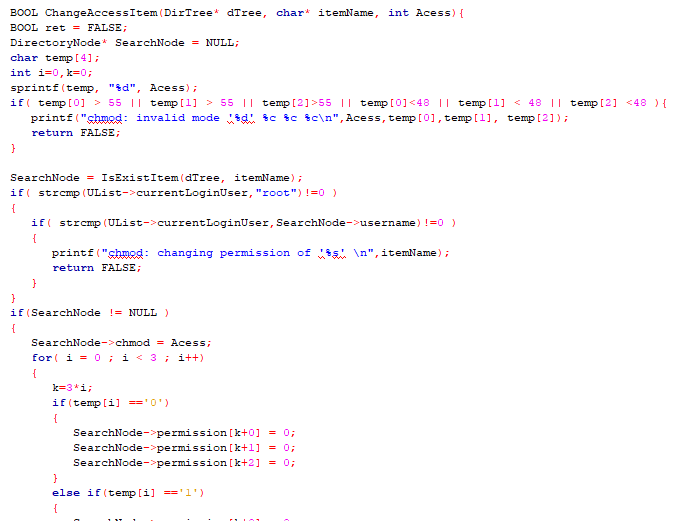 BOOL ChangeAccessItem(DirTree* dTree, char* itemName, int Acess){
BOOL ret = FALSE;
DirectoryNode* SearchNode = NULL;
char temp[4];
int i=0,k=0;
sprintf(temp, "%d", Acess);
if( temp[0] > 55 || temp[1] > 55 || temp[2]>55 || temp[0]<48 || temp[1] < 48 || temp[2] <48 ){
printf("chmod: invalid mode '%d' %c %c %c\n",Acess,temp[0],temp[1], temp[2]);
return FALSE;
}
SearchNode = IsExistItem(dTree, itemName);
if( strcmp(UList->currentLoginUser,"root")!=0 )
{
if( strcmp(UList->currentLoginUser,SearchNode->username)!=0 )
{
printf("chmod: changing permission of '%s' \n",itemName);
return FALSE;
}
}
if(SearchNode != NULL )
{
SearchNode->chmod = Acess;
for( i = 0 ; i < 3 ; i++)
{
k=3*i;
if(temp[i] =='0')
{
SearchNode->permission[k+0] = 0;
SearchNode->permission[k+1] = 0;
SearchNode->permission[k+2] = 0;
}
else if(temp[i] =='1')
{